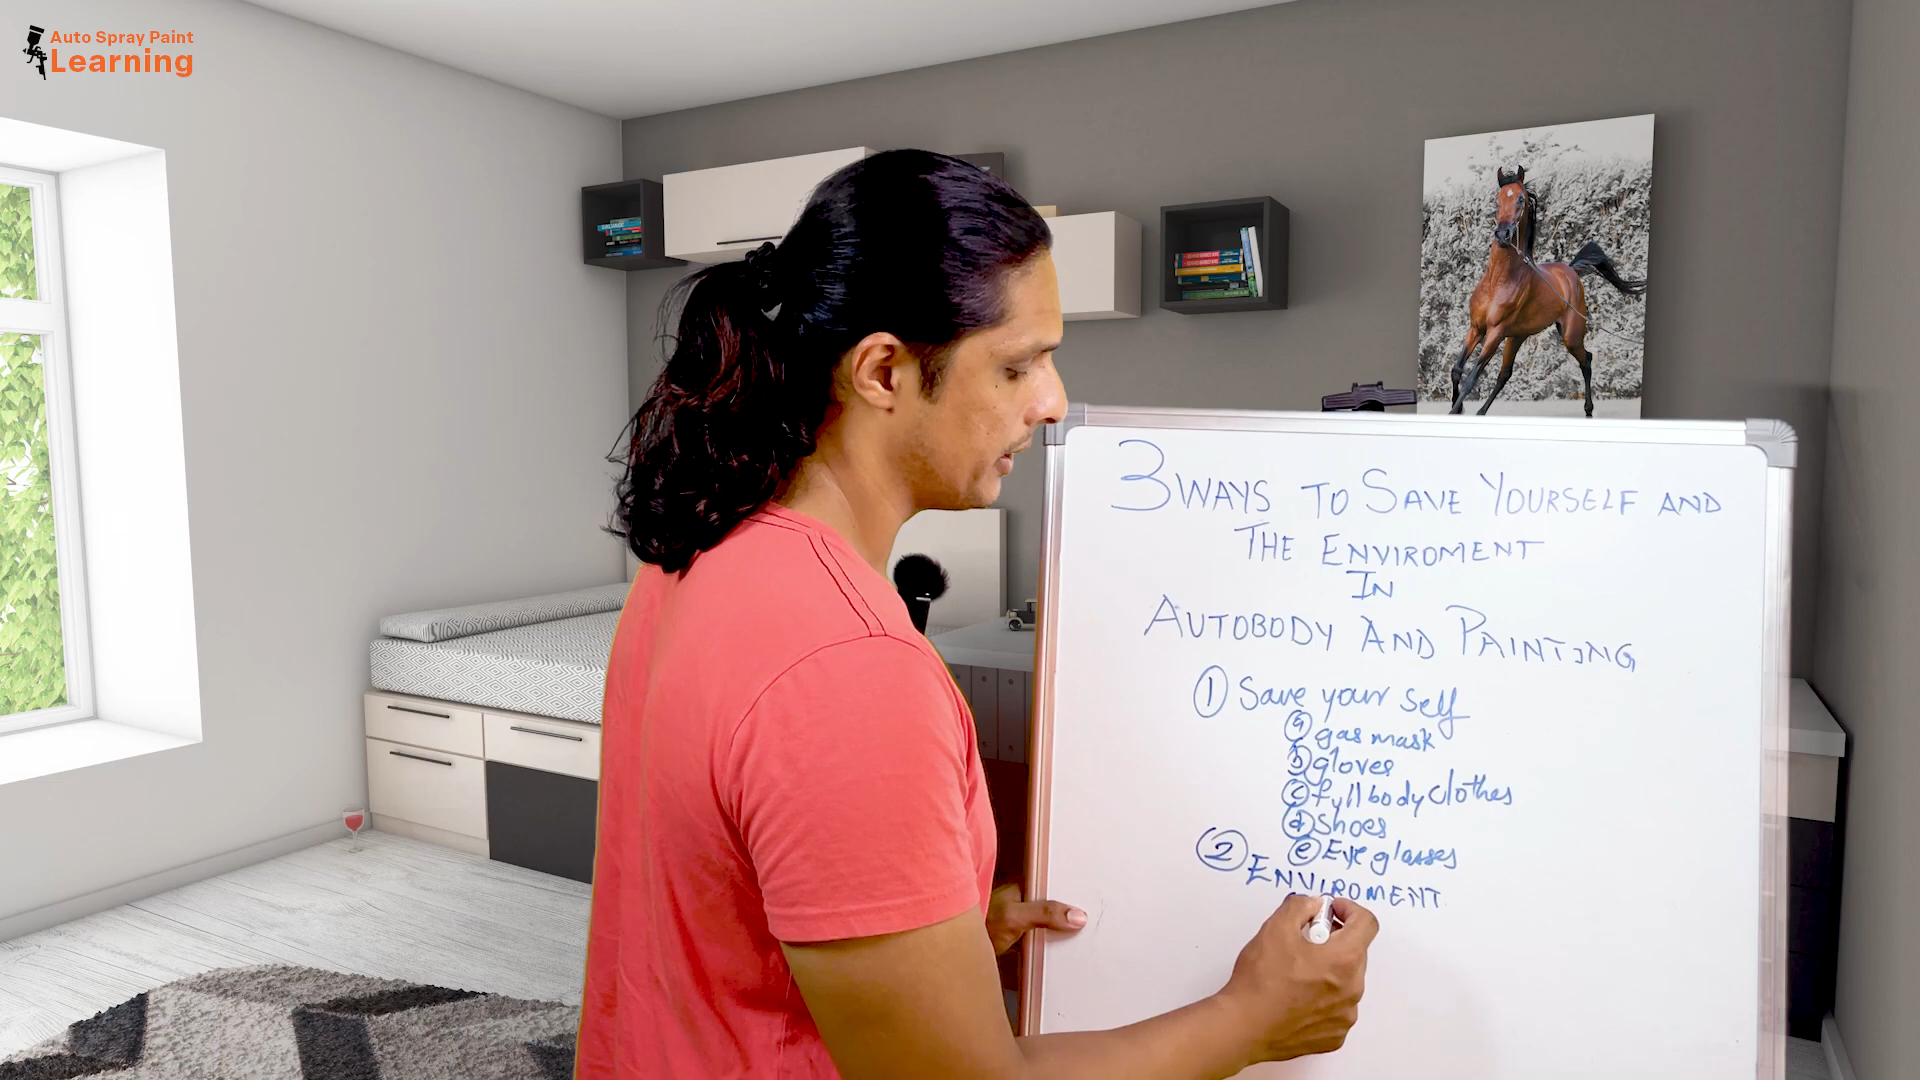 Auto Spray Paint
Learning
3 WAYS TO SAVE YOURSELF AND
THE ENVIROMENT
IN
AUTOBODY AND PAINTING
1 Save your self
a gas mask
b gloves
c full body clothes
d Shoes
e Eye glasses
2 ENVIROMENT